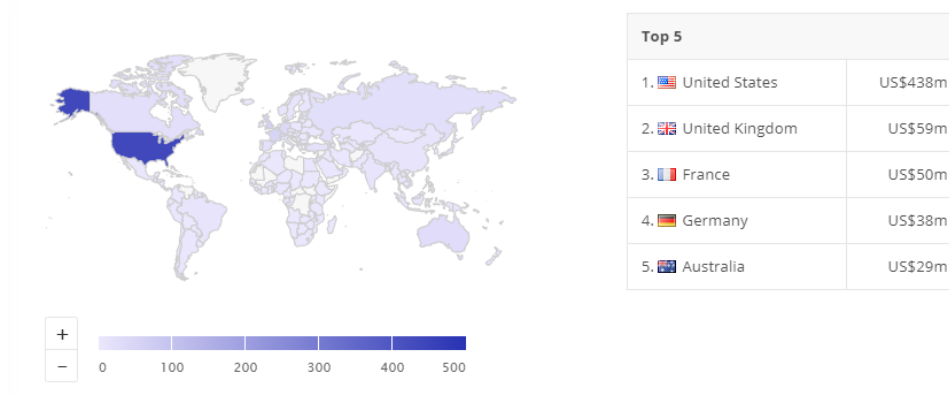 Top 5
1. United States US$438m
2. United Kingdom US$59m
3. France US$50m
4. Germany US$38m
5. Australia US$29m
+
−
0 100 200 300 400 500